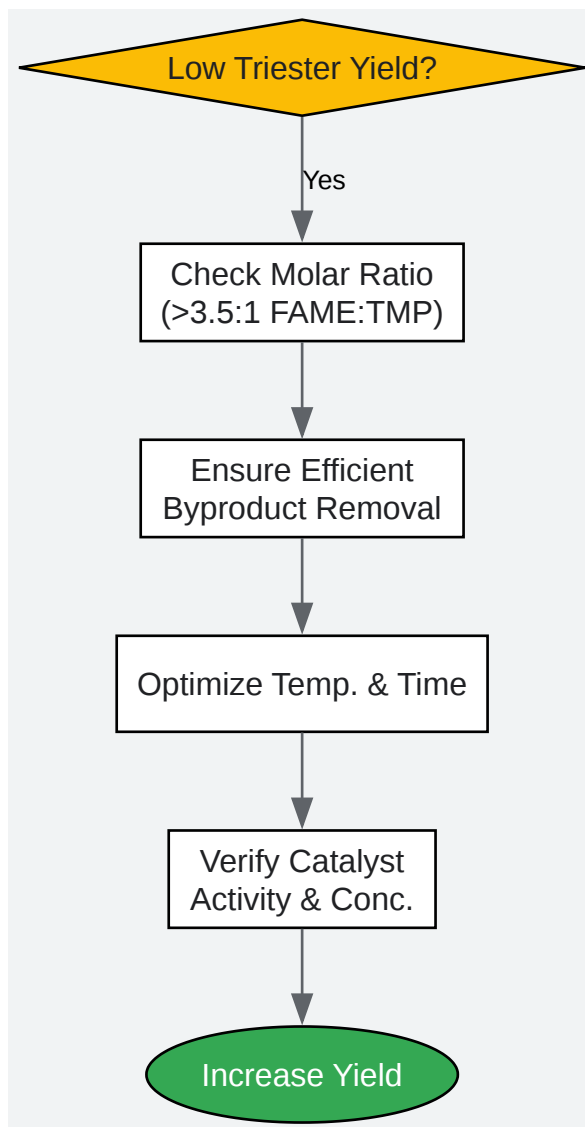 Low Triester Yield?
Yes
Check Molar Ratio
(>3.5:1 FAME:TMP)
Ensure Efficient
Byproduct Removal
Optimize Temp. & Time
Verify Catalyst
Activity & Conc.
Increase Yield